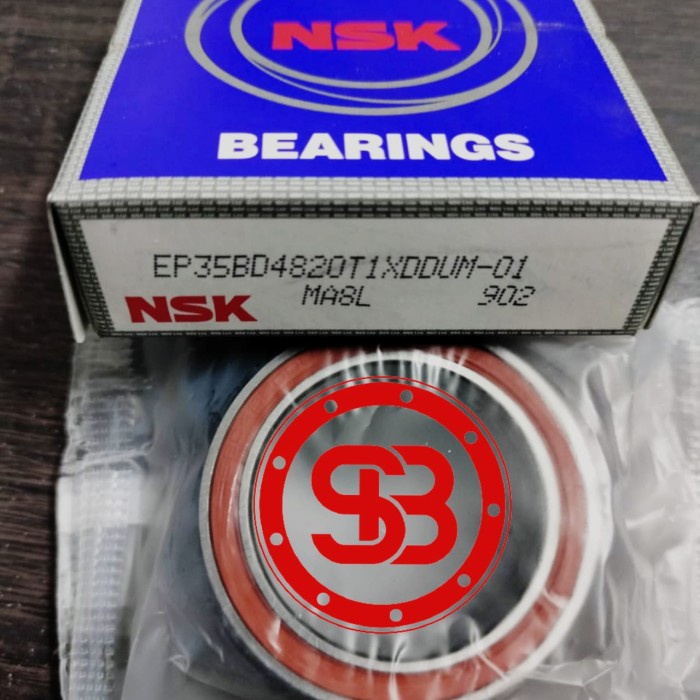 NSK
BEARINGS
EP35BD4820T1XDDUM-01
NSK MA8L 902
SB